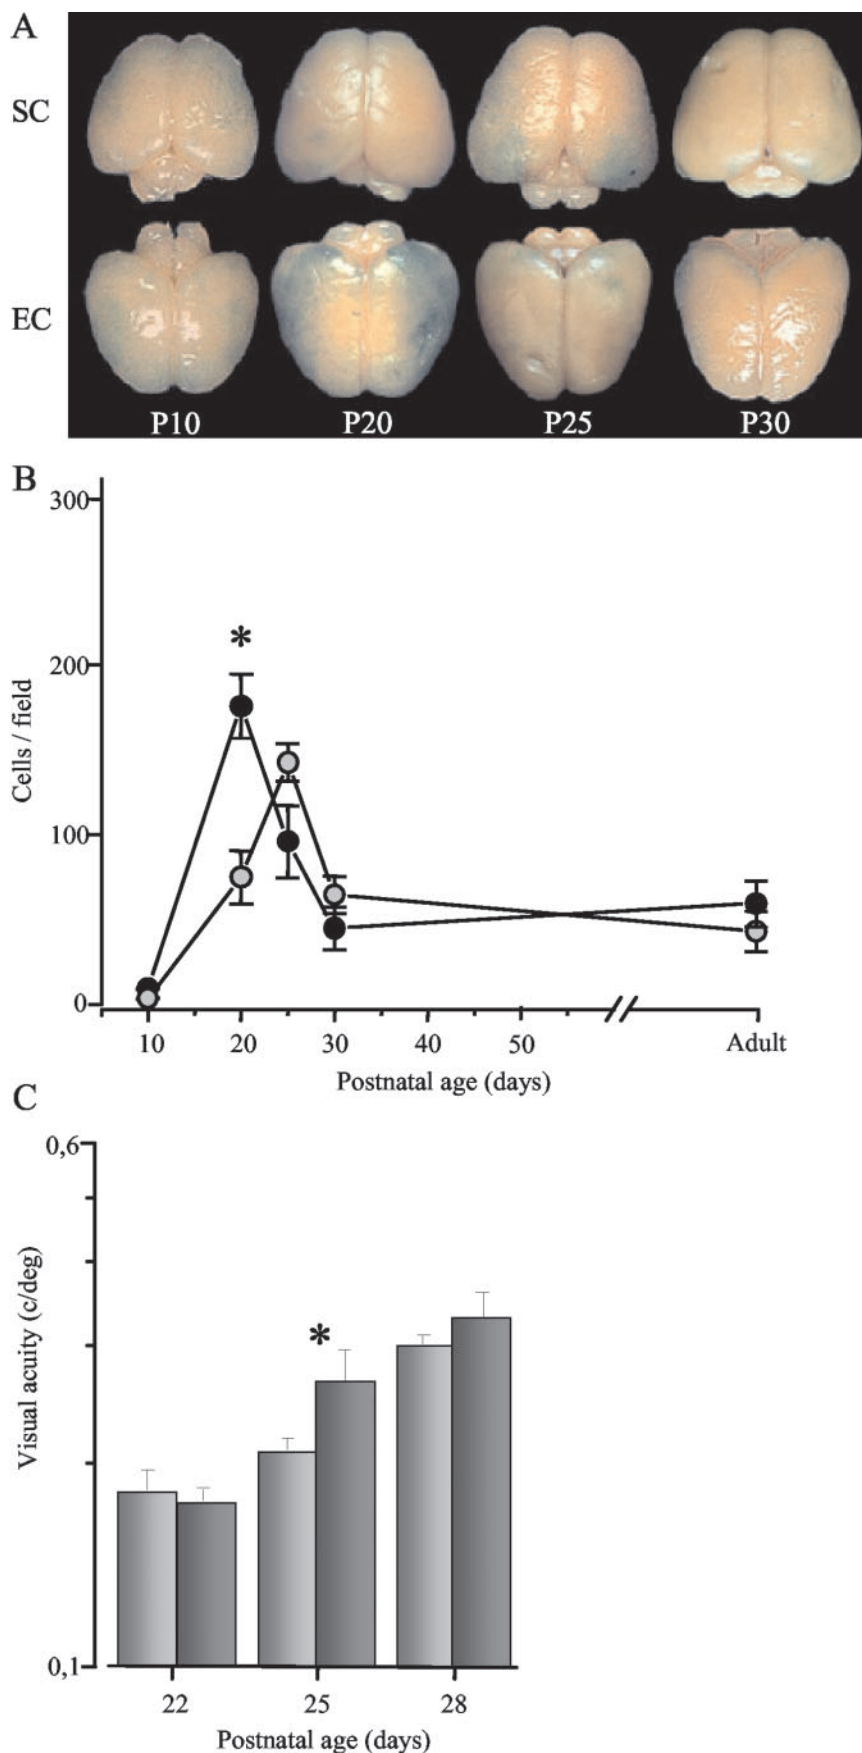 A
SC
EC
P10 P20 P25 P30
B
300
200
100
0
Cells / field
*
10 20 30 40 50 Adult
Postnatal age (days)
C
0,6
0,1
Visual acuity (c/deg)
*
22 25 28
Postnatal age (days)